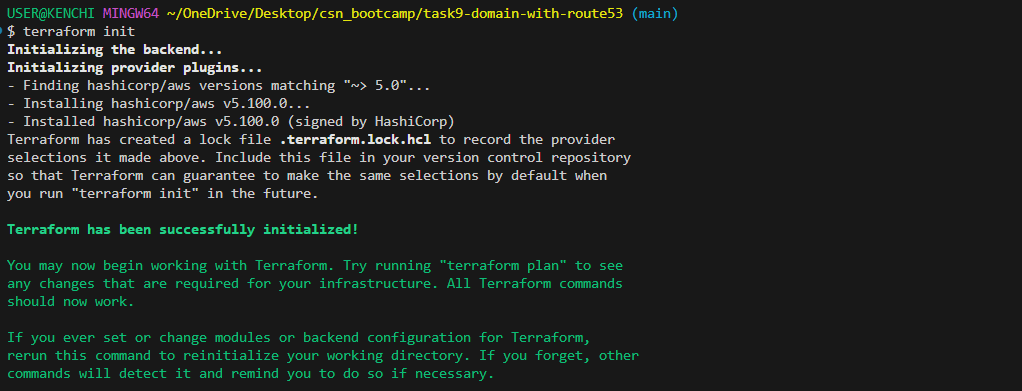 USER@KENCHI MINGW64 ~/OneDrive/Desktop/csn_bootcamp/task9-domain-with-route53 (main)
$ terraform init
Initializing the backend...
Initializing provider plugins...
- Finding hashicorp/aws versions matching "~> 5.0"...
- Installing hashicorp/aws v5.100.0...
- Installed hashicorp/aws v5.100.0 (signed by HashiCorp)
Terraform has created a lock file .terraform.lock.hcl to record the provider
selections it made above. Include this file in your version control repository
so that Terraform can guarantee to make the same selections by default when
you run "terraform init" in the future.
Terraform has been successfully initialized!
You may now begin working with Terraform. Try running "terraform plan" to see
any changes that are required for your infrastructure. All Terraform commands
should now work.
If you ever set or change modules or backend configuration for Terraform,
rerun this command to reinitialize your working directory. If you forget, other
commands will detect it and remind you to do so if necessary.